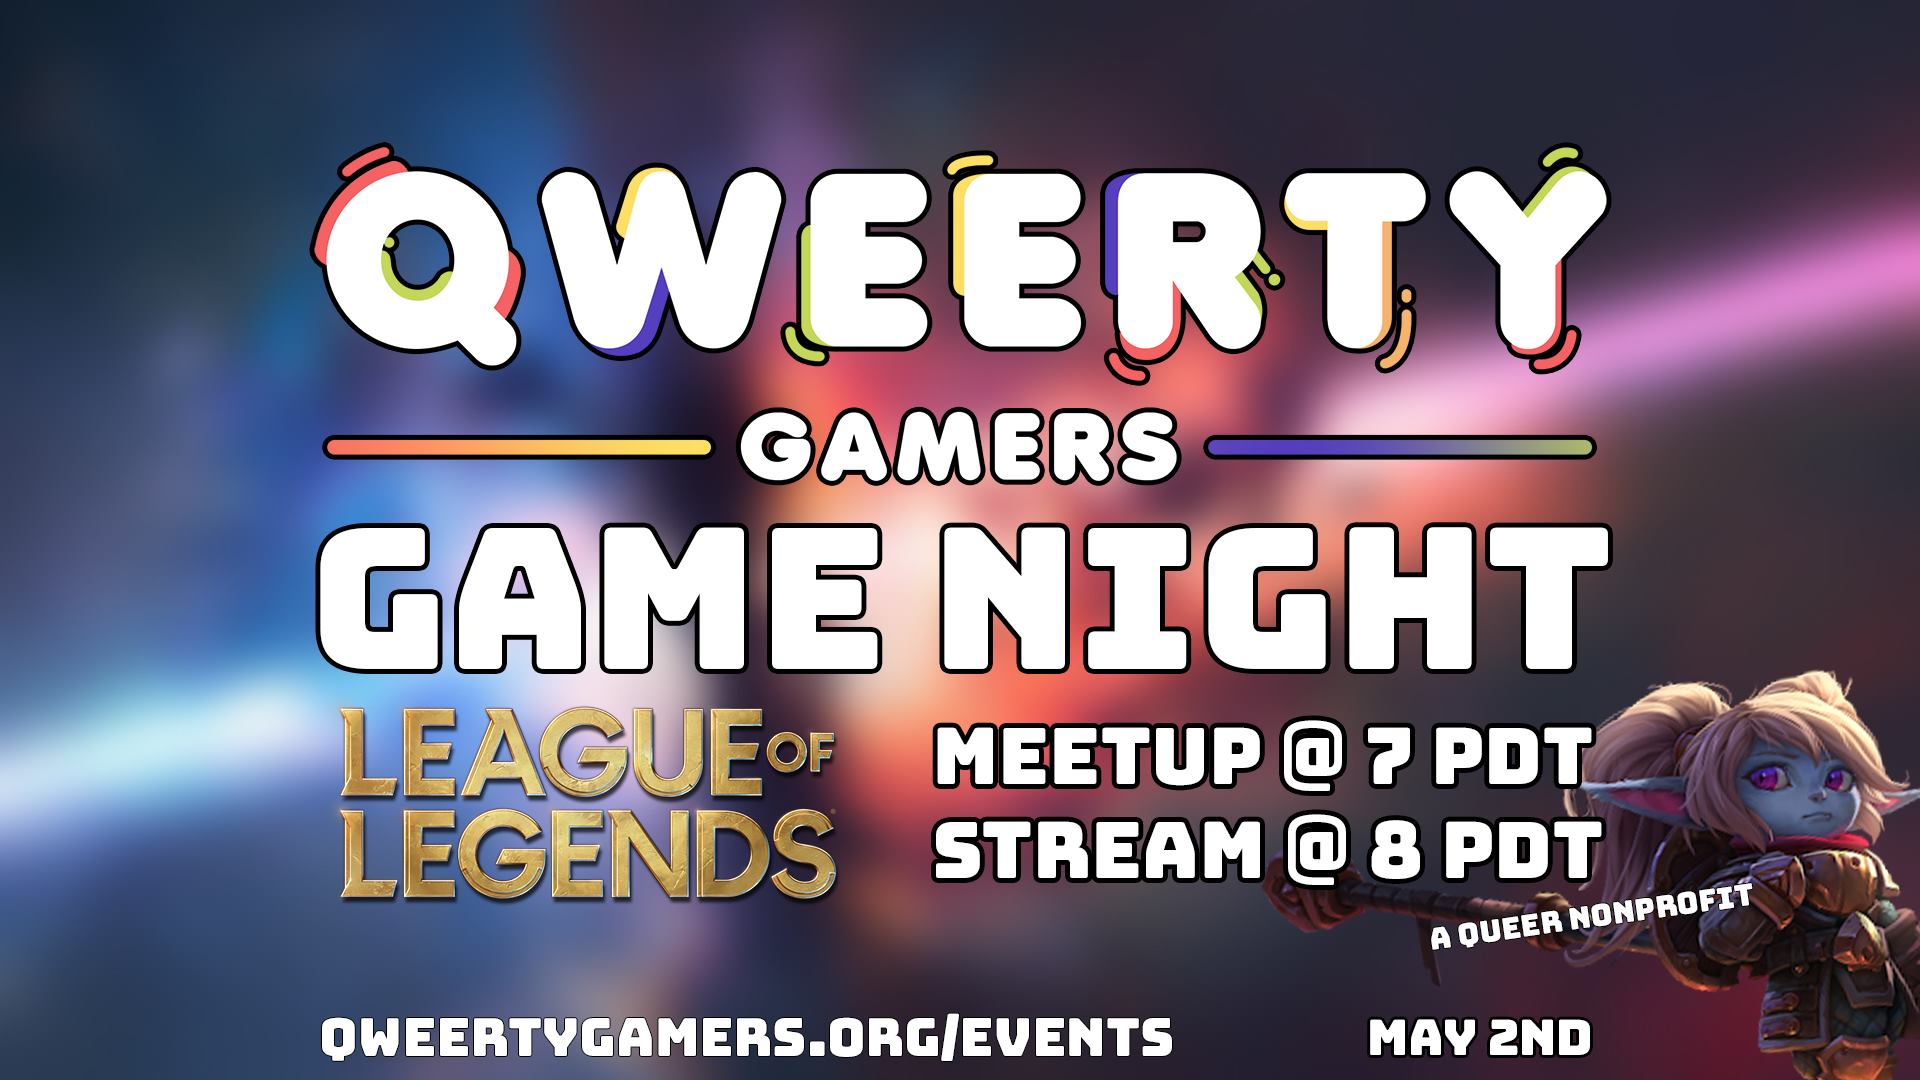 QWEERTY
GAMERS
GAME NIGHT
LEAGUE OF
LEGENDS
MEETUP @ 7 PDT
STREAM @ 8 PDT
A QUEER NONPROFIT
QWEERTYGAMERS.ORG/EVENTS
MAY 2ND